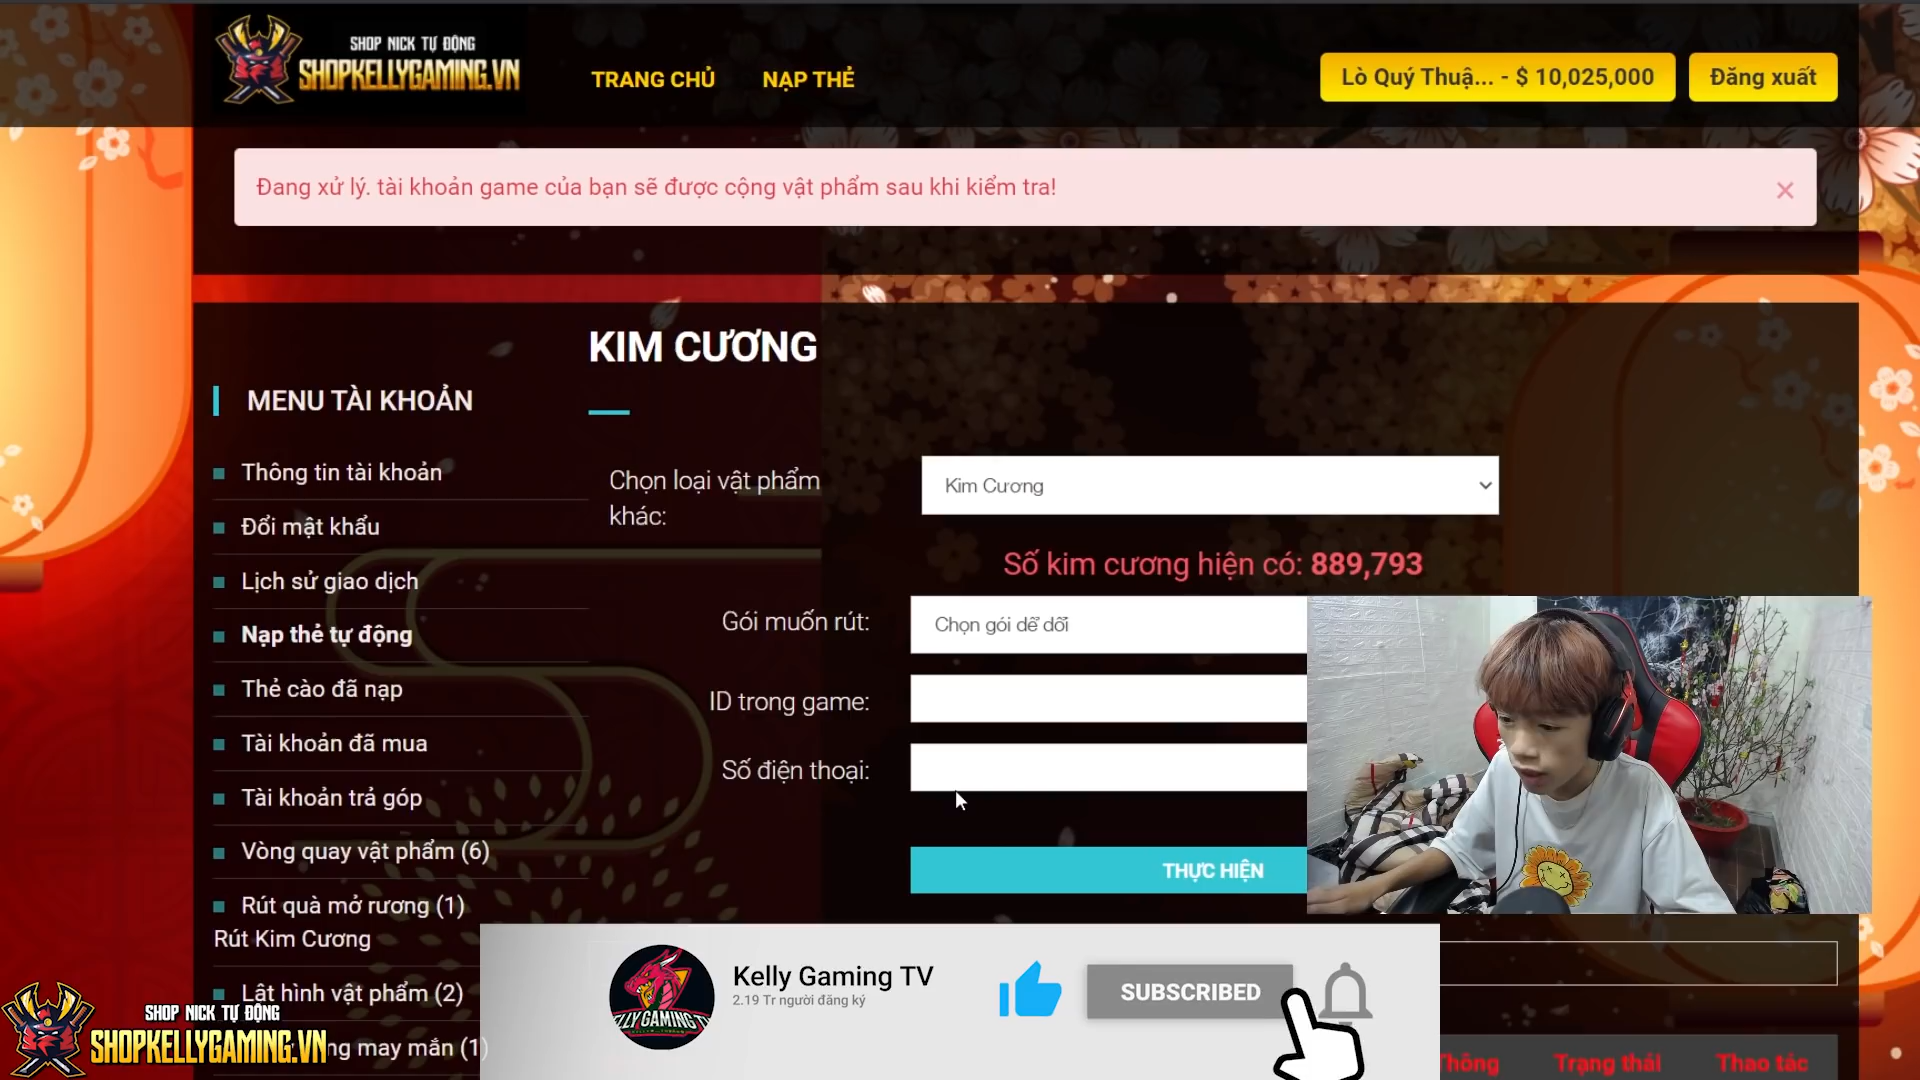 SHOP NICK TỰ ĐỘNG
SHOPKELLYGAMING.VN
TRANG CHỦ
NẠP THẺ
Lò Quý Thuậ... - $ 10,025,000
Đăng xuất
Đang xử lý. tài khoản game của bạn sẽ được cộng vật phẩm sau khi kiểm tra!
×
KIM CƯƠNG
MENU TÀI KHOẢN
Thông tin tài khoản
Đổi mật khẩu
Lịch sử giao dịch
Nạp thẻ tự động
Thẻ cào đã nạp
Tài khoản đã mua
Tài khoản trả góp
Vòng quay vật phẩm (6)
Rút quà mở rương (1)
Rút Kim Cương
Lật hình vật phẩm (2)
may mắn (1)
Chọn loại vật phẩm
khác:
Kim Cương
Số kim cương hiện có: 889,793
Gói muốn rút:
Chọn gói để đổi
ID trong game:
Số điện thoại:
THỰC HIỆN
Kelly Gaming TV
2.19 Tr người đăng ký
SUBSCRIBED
Trạng thái
Thao tác
SHOP NICK TỰ ĐỘNG
SHOPKELLYGAMING.VN